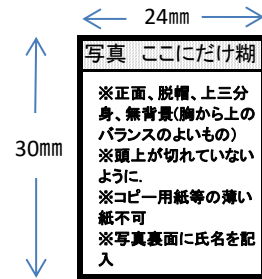 24㎜
写真 ここにだけ糊
30㎜
※正面、脱帽、上三分
身、無背景(胸から上の
バランスのよいもの)
※頭上が切れていない
ように.
※コピー用紙等の薄い
紙不可
※写真裏面に氏名を記
入